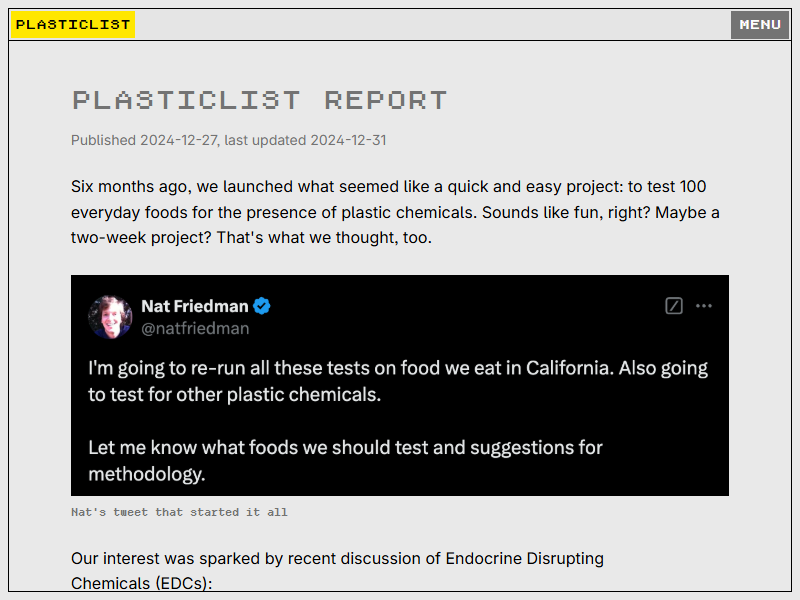 PLASTICLIST
MENU
PLASTICLIST REPORT
Published 2024-12-27, last updated 2024-12-31
Six months ago, we launched what seemed like a quick and easy project: to test 100
everyday foods for the presence of plastic chemicals. Sounds like fun, right? Maybe a
two-week project? That's what we thought, too.
Nat Friedman
@natfriedman
I'm going to re-run all these tests on food we eat in California. Also going
to test for other plastic chemicals.
Let me know what foods we should test and suggestions for
methodology.
Nat's tweet that started it all
Our interest was sparked by recent discussion of Endocrine Disrupting
Chemicals (EDCs):